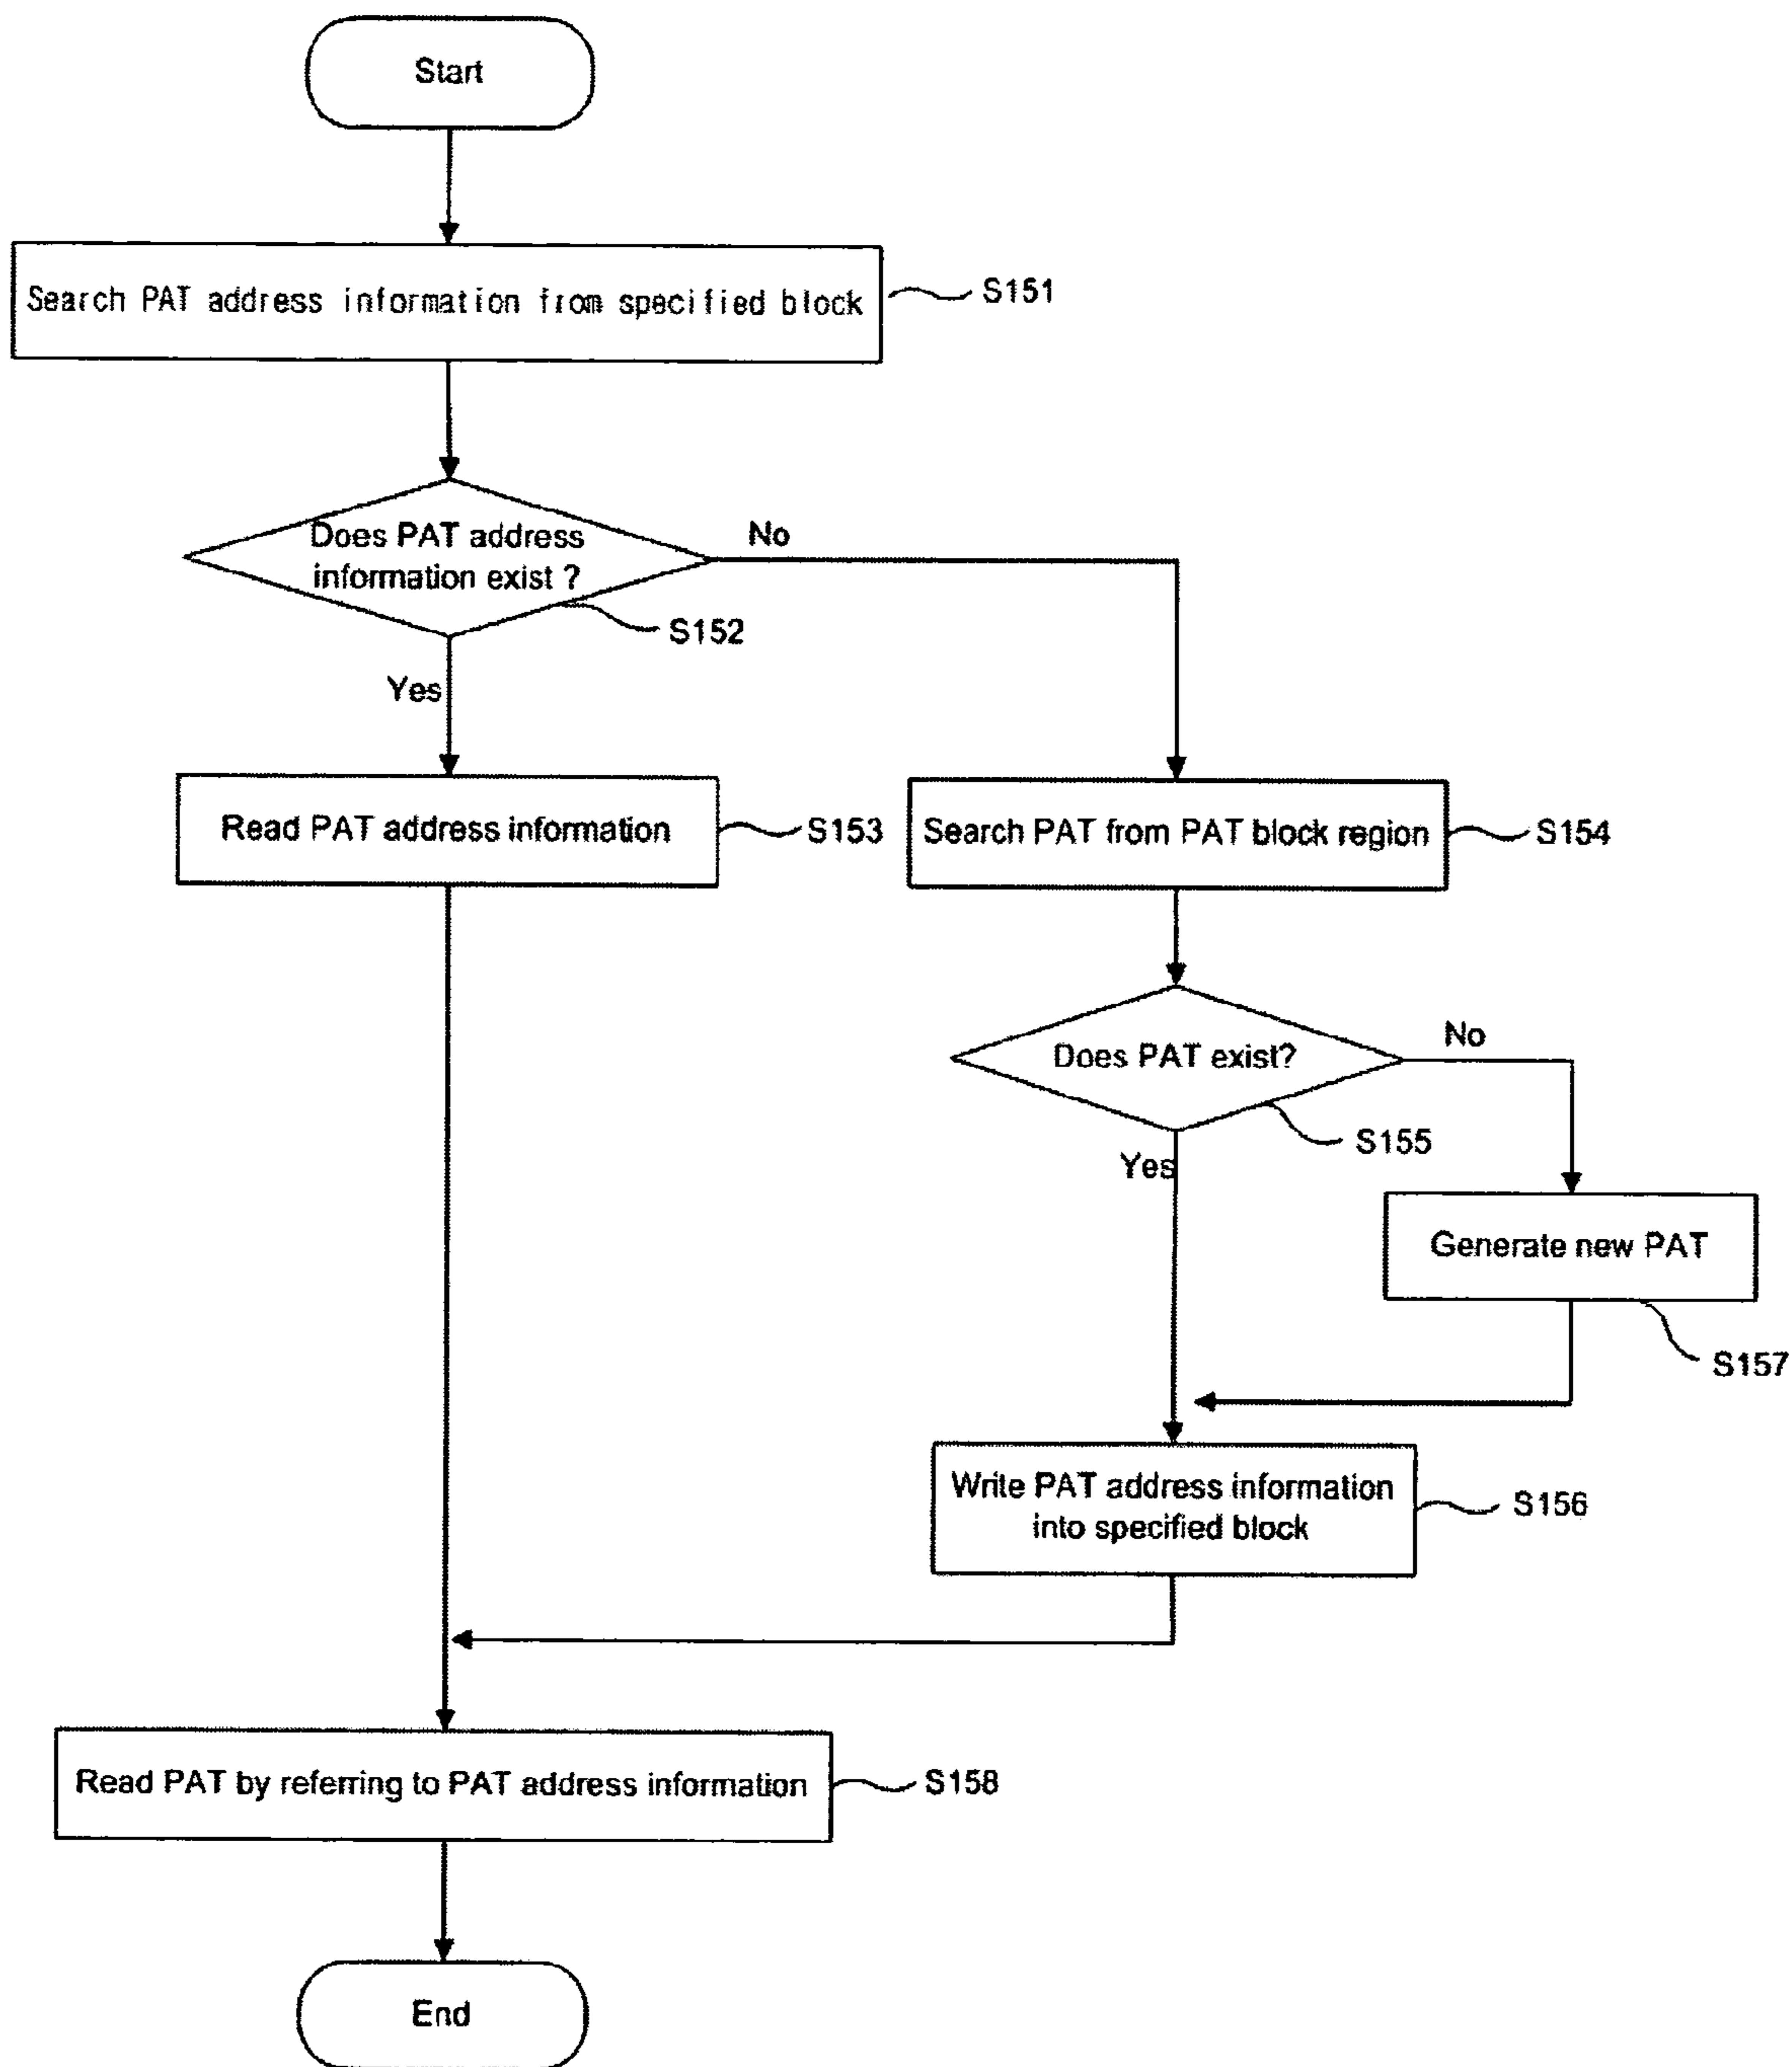 Start
Search PAT address information from specified block
S151
Does PAT address
information exist ?
No
S152
Yes
Read PAT address information
S153
Search PAT from PAT block region
S154
Does PAT exist?
No
S155
Yes
Generate new PAT
S157
Write PAT address information
into specified block
S156
Read PAT by referring to PAT address information
S158
End